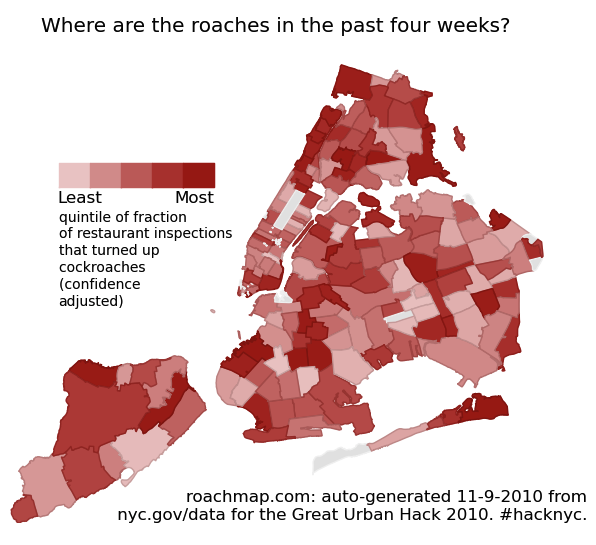 Where are the roaches in the past four weeks?
Least Most
quintile of fraction
of restaurant inspections
that turned up
cockroaches
(confidence
adjusted)
roachmap.com: auto-generated 11-9-2010 from
nyc.gov/data for the Great Urban Hack 2010. #hacknyc.